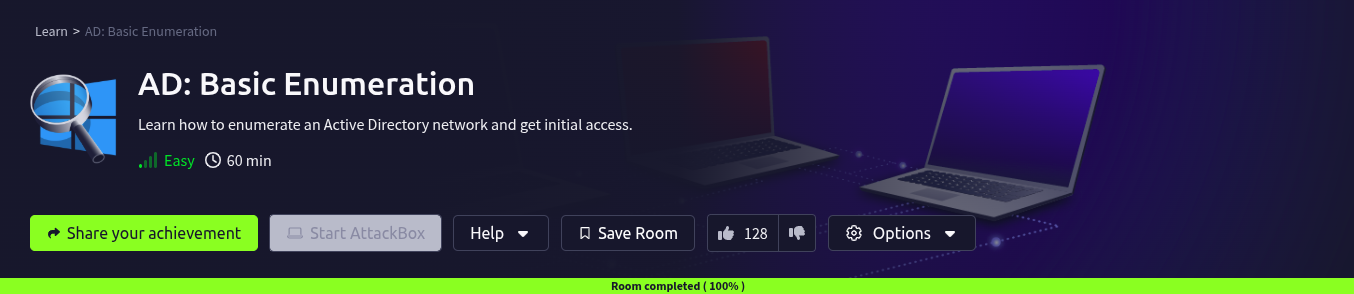 Learn > AD: Basic Enumeration
AD: Basic Enumeration
Learn how to enumerate an Active Directory network and get initial access.
Easy 60 min
Share your achievement Start AttackBox Help Save Room 128 Options
Room completed ( 100% )